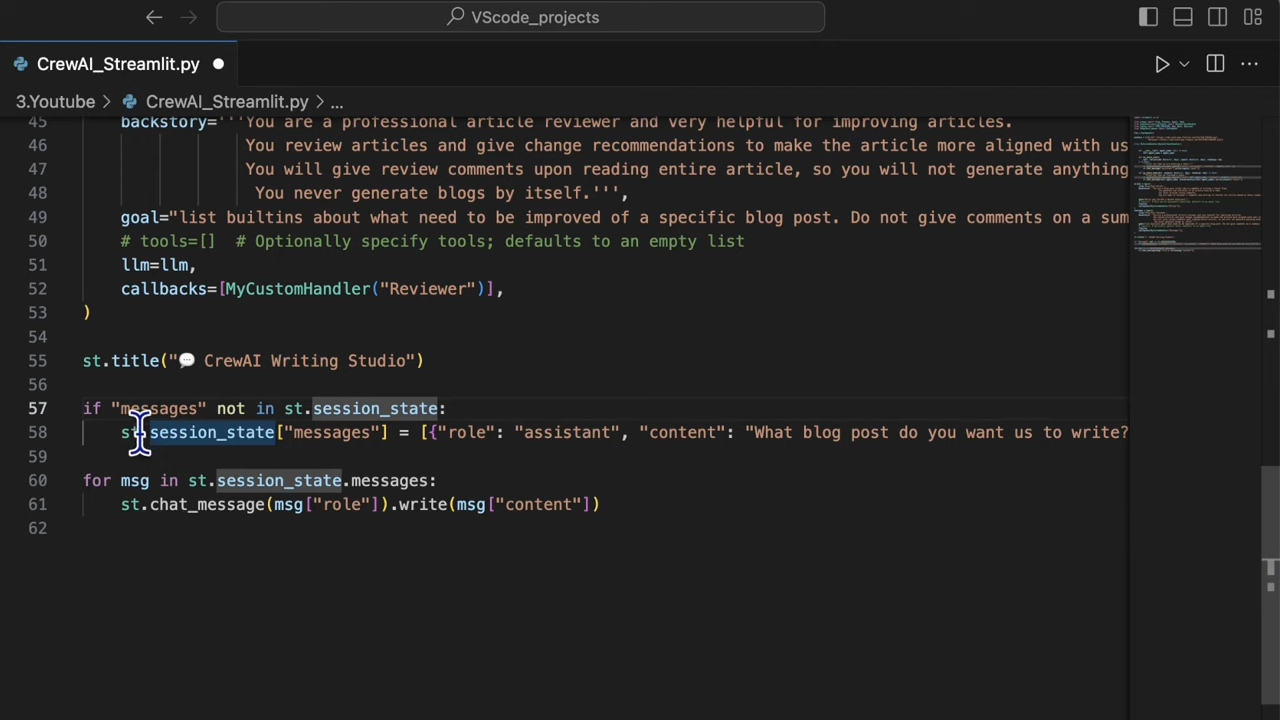 VScode_projects
CrewAI_Streamlit.py
3.Youtube > CrewAI_Streamlit.py > ...
45 backstory='''You are a professional article reviewer and very helpful for improving articles.
46 You review articles and give change recommendations to make the article more aligned with us
47 You will give review comments upon reading entire article, so you will not generate anything
48 You never generate blogs by itself.''',
49 goal="list builtins about what need to be improved of a specific blog post. Do not give comments on a sum
50 # tools=[]  # Optionally specify tools; defaults to an empty list
51 llm=llm,
52 callbacks=[MyCustomHandler("Reviewer")],
53 )
54
55 st.title("💬 CrewAI Writing Studio")
56
57 if "messages" not in st.session_state:
58 st.session_state["messages"] = [{"role": "assistant", "content": "What blog post do you want us to write?
59
60 for msg in st.session_state.messages:
61 st.chat_message(msg["role"]).write(msg["content"])
62